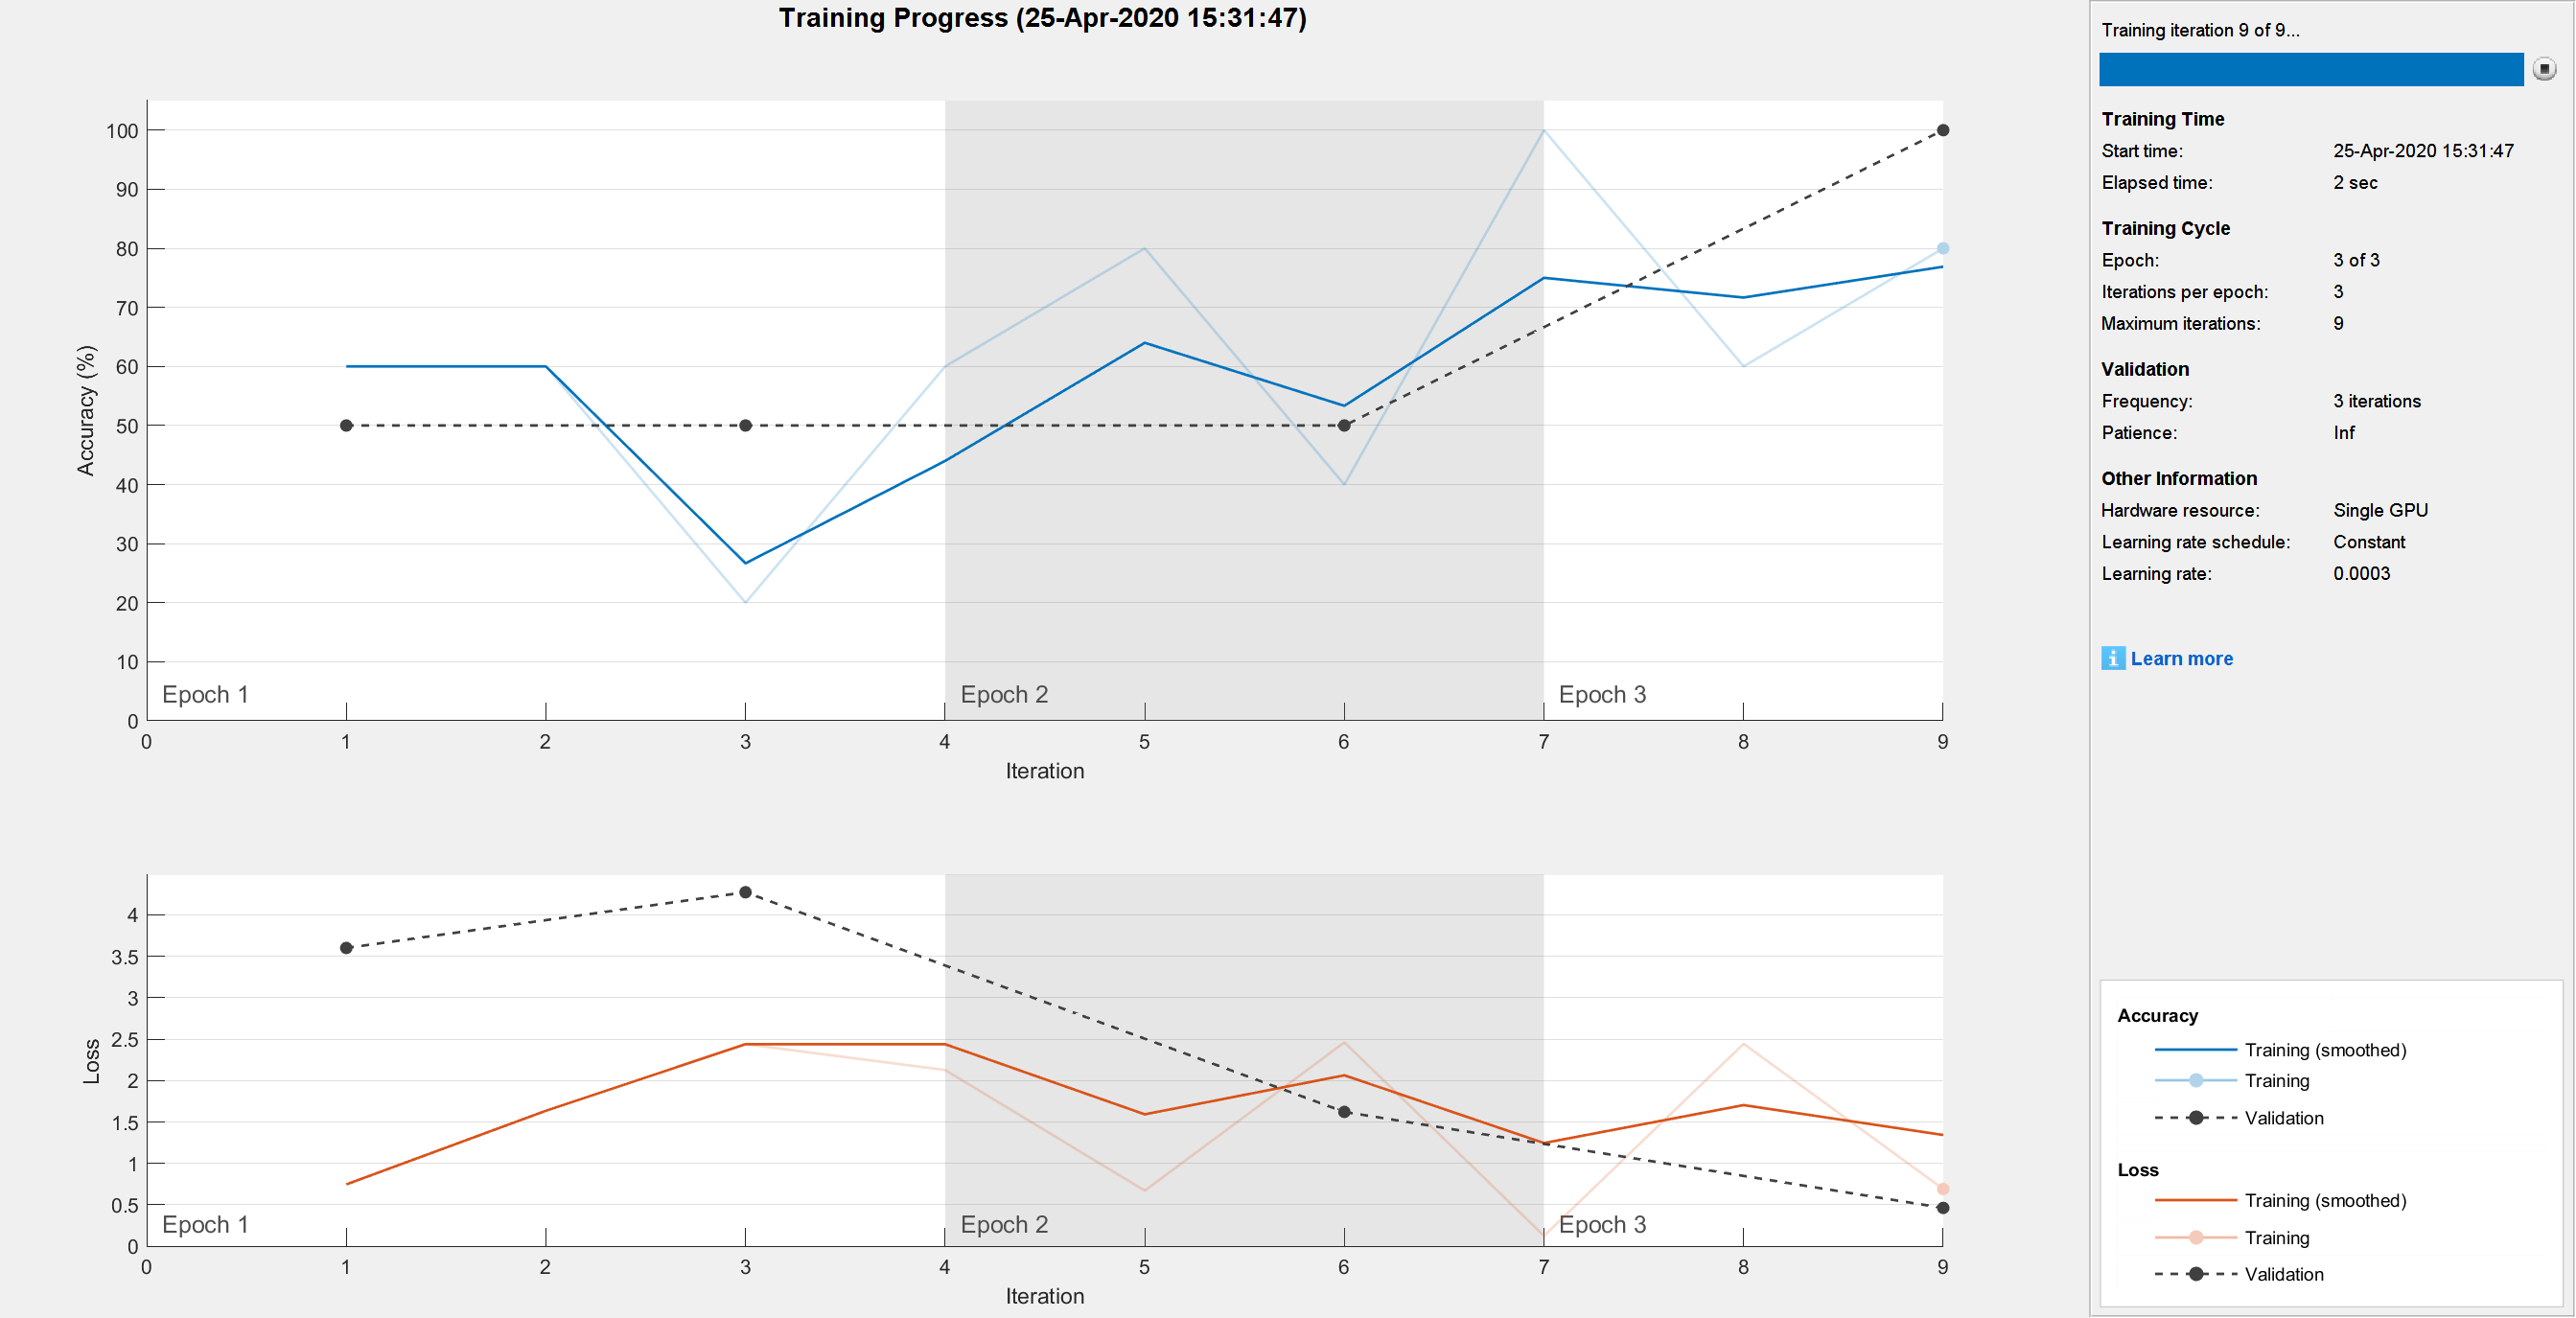 Training Progress (25-Apr-2020 15:31:47)
100
90
80
70
60
50
40
30
20
10
0
Accuracy (%)
Epoch 1
Epoch 2
Epoch 3
0 1 2 3 4 5 6 7 8 9
Iteration
4
3.5
3
2.5
2
1.5
1
0.5
0
Loss
Epoch 1
Epoch 2
Epoch 3
0 1 2 3 4 5 6 7 8 9
Iteration
Training iteration 9 of 9...
Training Time
Start time: 25-Apr-2020 15:31:47
Elapsed time: 2 sec
Training Cycle
Epoch: 3 of 3
Iterations per epoch: 3
Maximum iterations: 9
Validation
Frequency: 3 iterations
Patience: Inf
Other Information
Hardware resource: Single GPU
Learning rate schedule: Constant
Learning rate: 0.0003
i Learn more
Accuracy
Training (smoothed)
Training
Validation
Loss
Training (smoothed)
Training
Validation